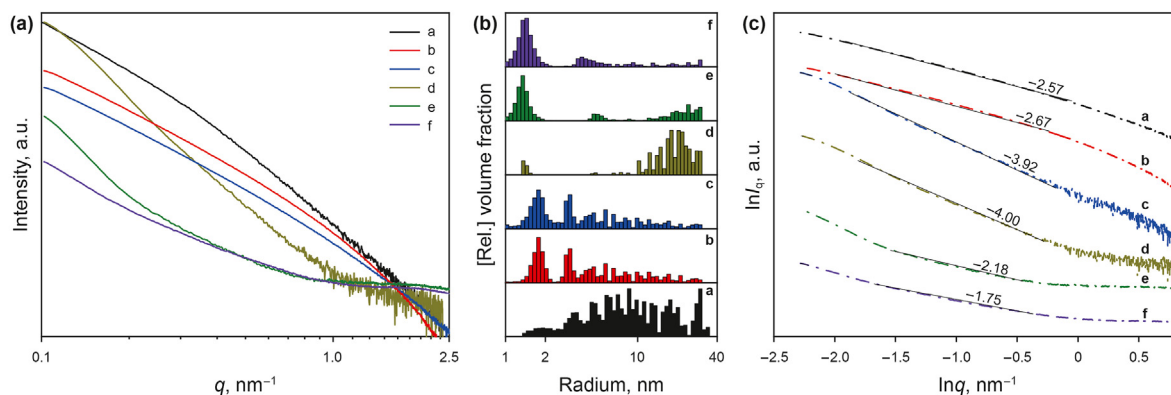 (a)
Intensity, a.u.
a
b
c
d
e
f
0.1
1.0
2.5
q, nm⁻¹
(b)
[Rel.] volume fraction
f
e
d
c
b
a
1
2
10
40
Radium, nm
(c)
lnIq, a.u.
−2.57
a
−2.67
b
−3.92
c
−4.00
d
−2.18
e
−1.75
f
−2.5
−2.0
−1.5
−1.0
−0.5
0
0.5
lnq, nm⁻¹